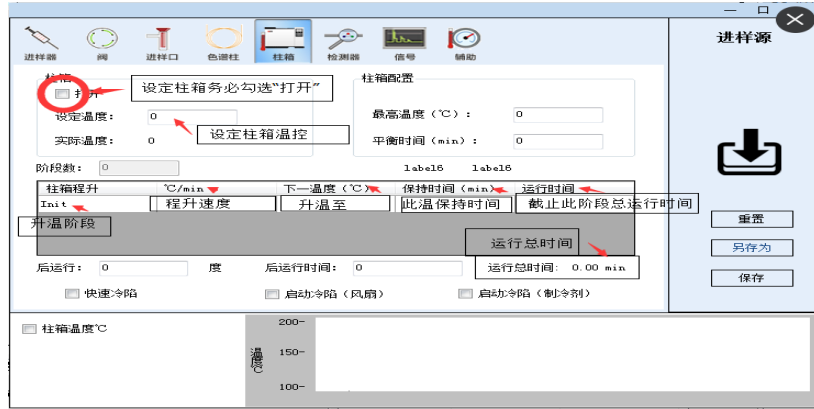 进样源
进样器 阀 进样口 色谱柱 柱箱 检测器 信号 辅助
柱箱 柱箱配置
打开 设定柱箱务必勾选“打开”
设定温度： 0 最高温度（℃）： 0
设定柱箱温控
实际温度： 0 平衡时间（min）： 0
阶段数： 0 label6 label6
柱箱程升 ℃/min 下一温度（℃） 保持时间（min） 运行时间
Init 程升速度 升温至 此温保持时间 截止此阶段总运行时间
升温阶段
运行总时间
后运行： 0 度 后运行时间： 0 运行总时间： 0.00 min
快速冷陷 启动冷陷（风扇） 启动冷陷（制冷剂）
重置
另存为
保存
柱箱温度℃
温度℃
200
150
100